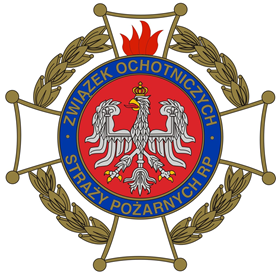 ZWIĄZEK OCHOTNICZYCH
STRAŻY POŻARNYCH RP